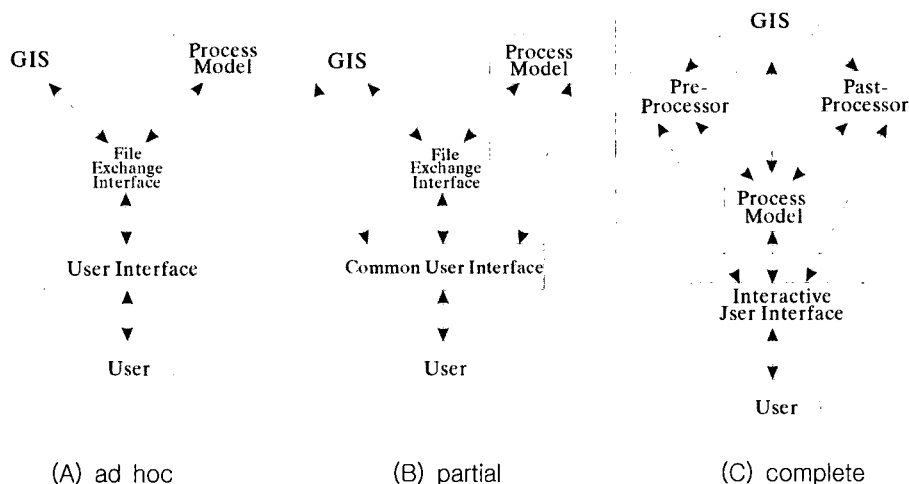 GIS
Process
Model
File
Exchange
Interface
User Interface
User
(A) ad hoc
GIS
Process
Model
File
Exchange
Interface
Common User Interface
User
(B) partial
GIS
Pre-
Processor
Past-
Processor
Process
Model
Interactive
Jser Interface
User
(C) complete